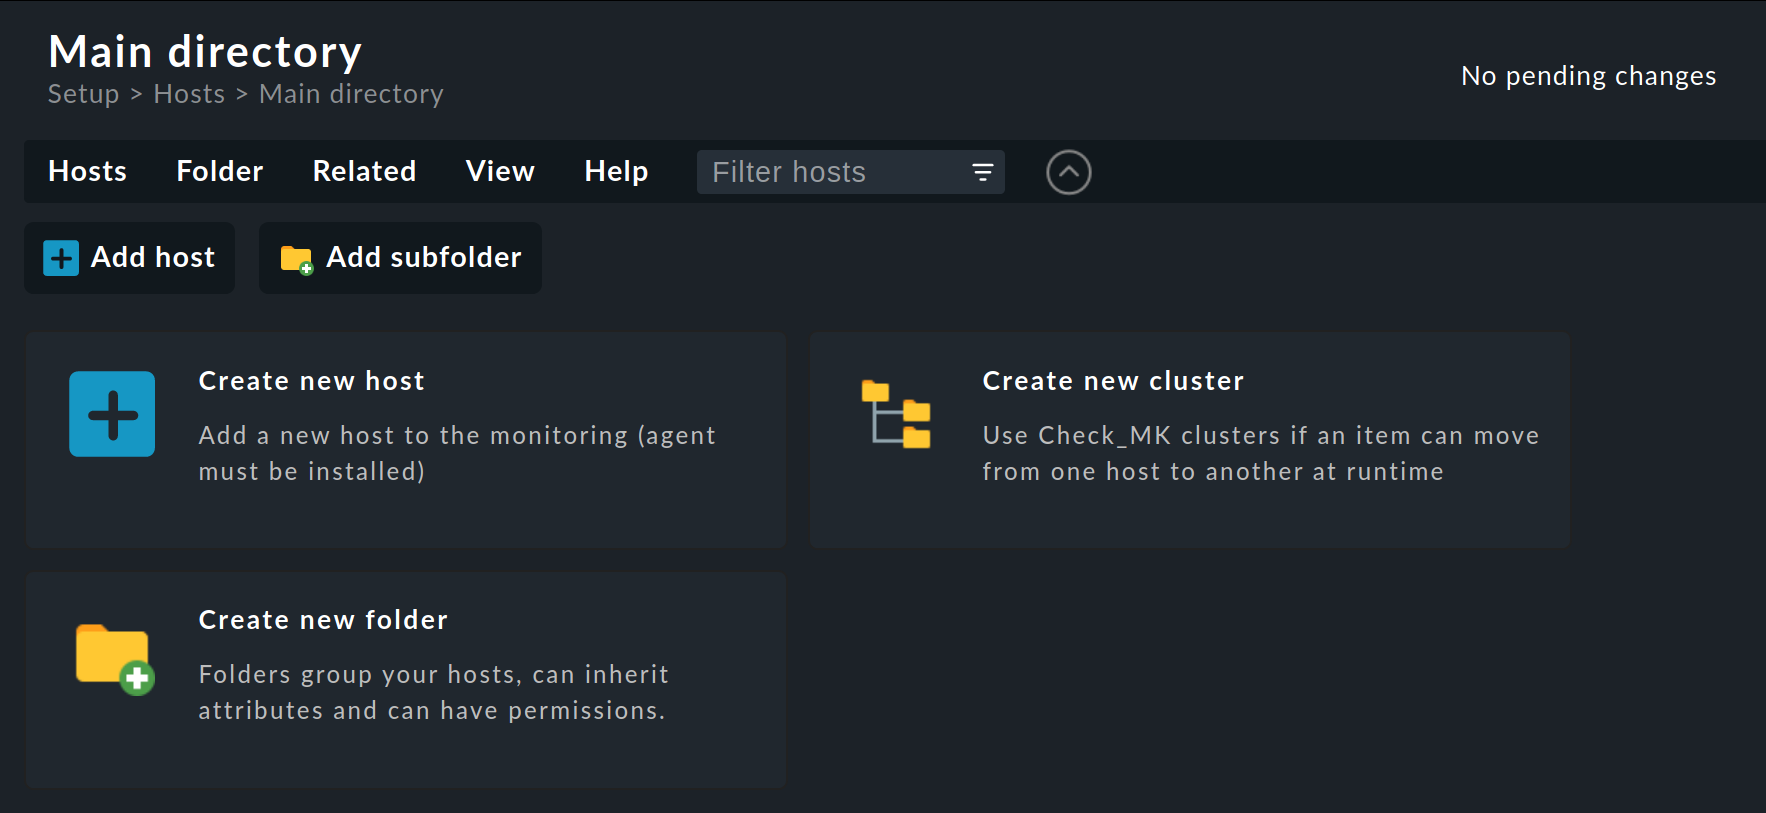 Main directory
Setup > Hosts > Main directory
No pending changes
Hosts Folder Related View Help Filter hosts
Add host Add subfolder
Create new host
Add a new host to the monitoring (agent
must be installed)
Create new cluster
Use Check_MK clusters if an item can move
from one host to another at runtime
Create new folder
Folders group your hosts, can inherit
attributes and can have permissions.